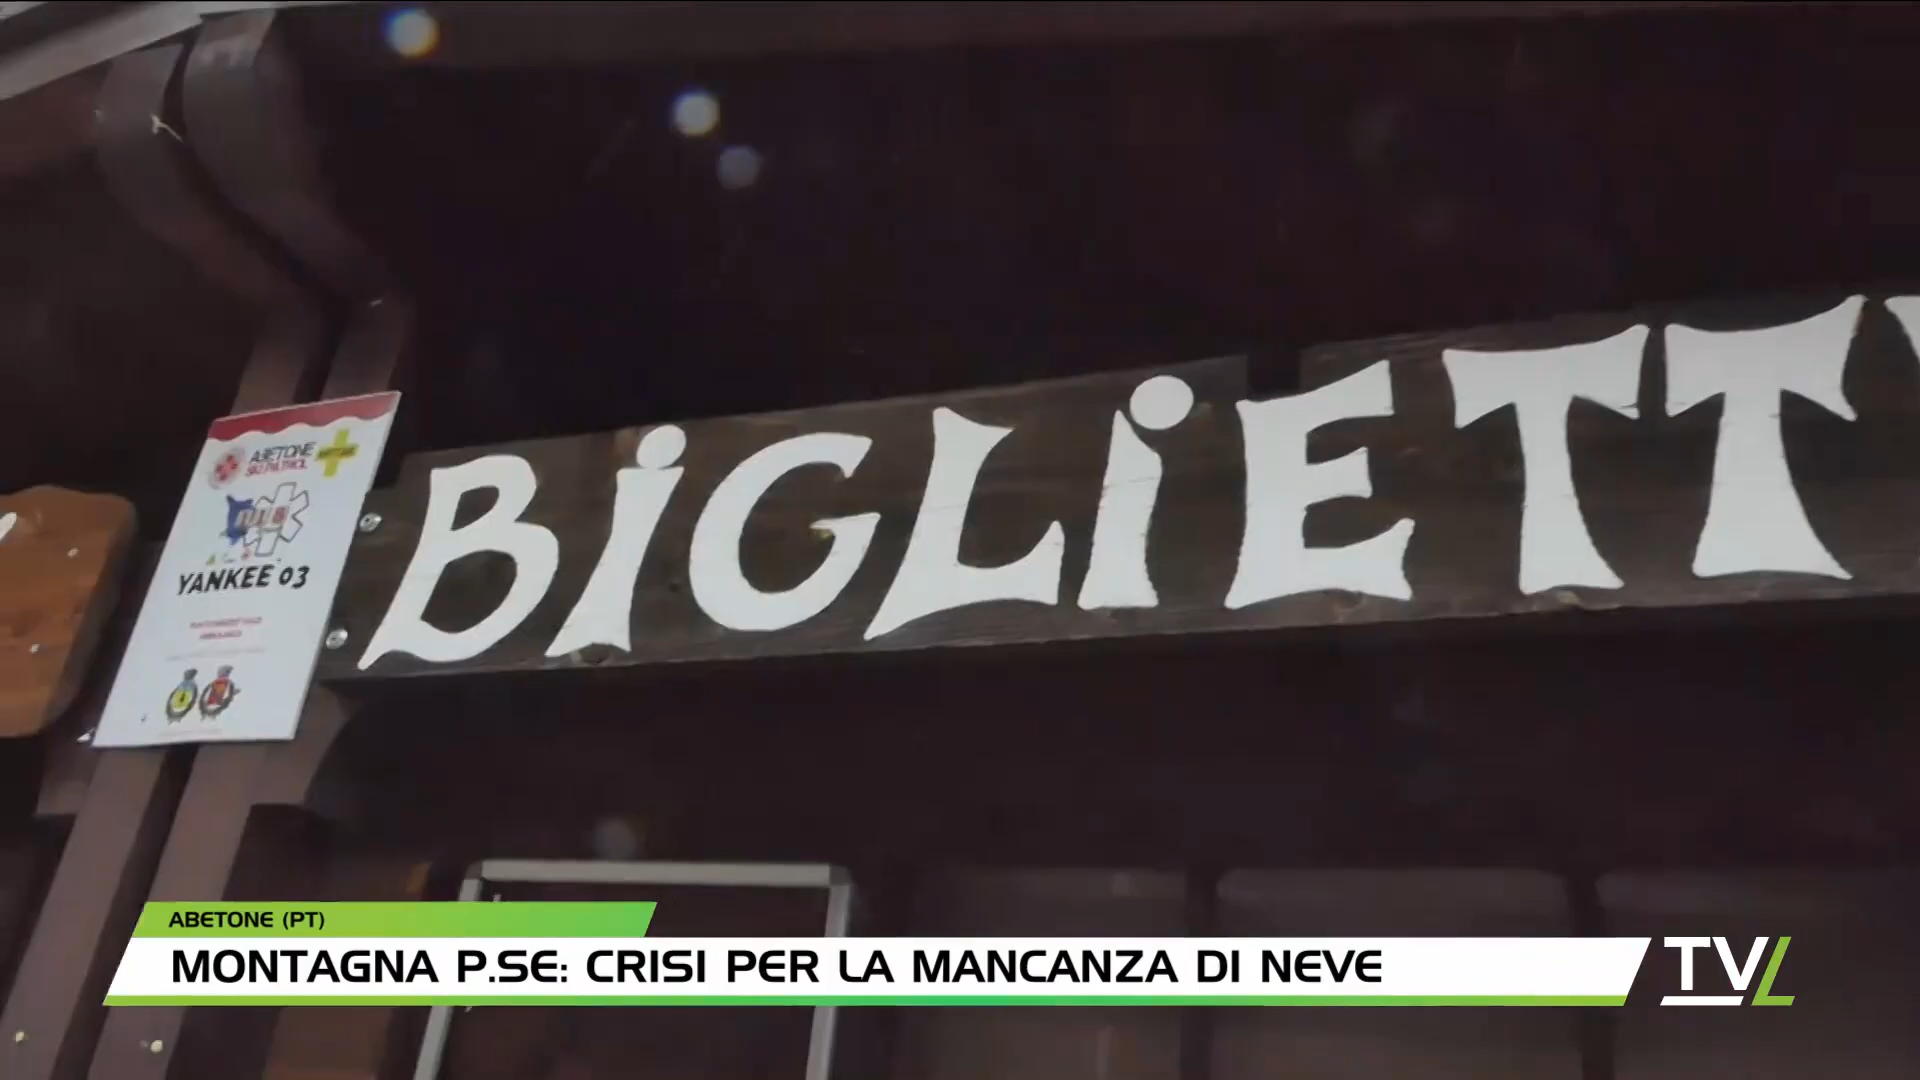 ABETONE
SKI PATROL
YANKEE 03
BIGLIETT
ABETONE (PT)
MONTAGNA P.SE: CRISI PER LA MANCANZA DI NEVE
TVL